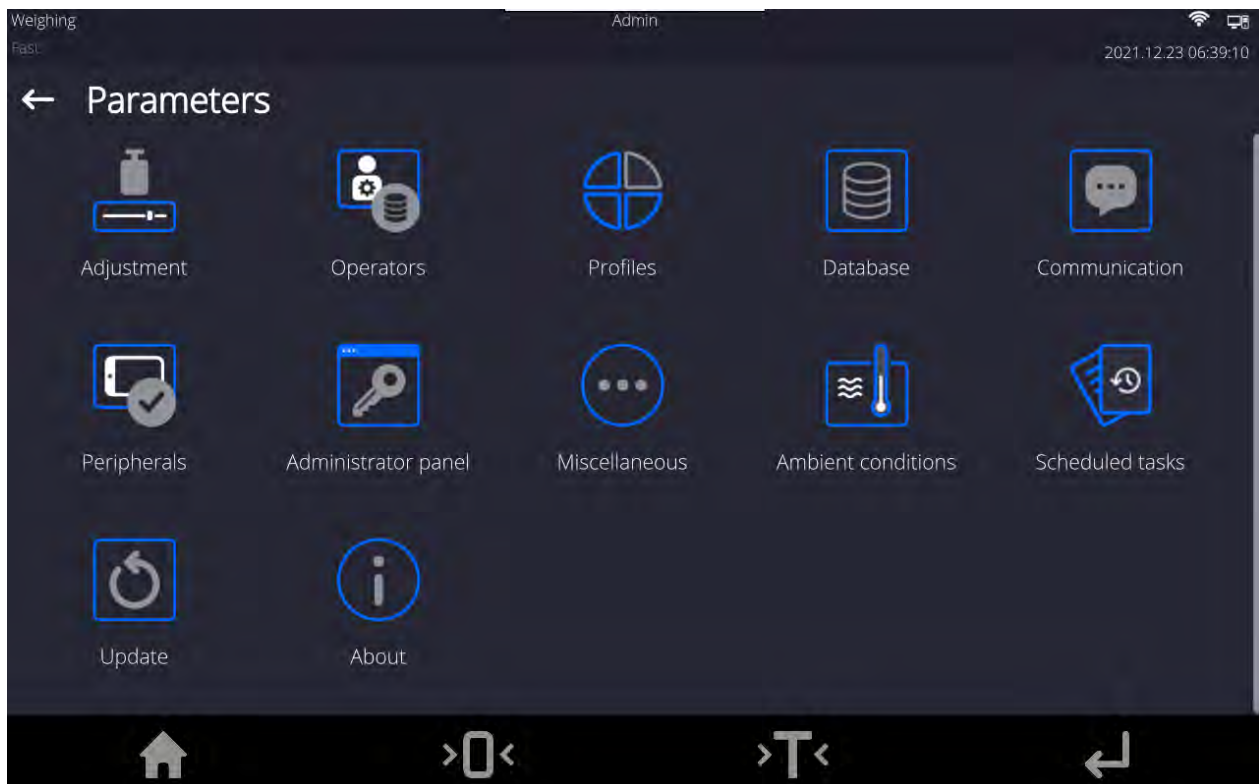 Weighing
Admin
Fast
2021.12.23 06:39:10
Parameters
Adjustment
Operators
Profiles
Database
Communication
Peripherals
Administrator panel
Miscellaneous
Ambient conditions
Scheduled tasks
Update
About
>0<
>T<